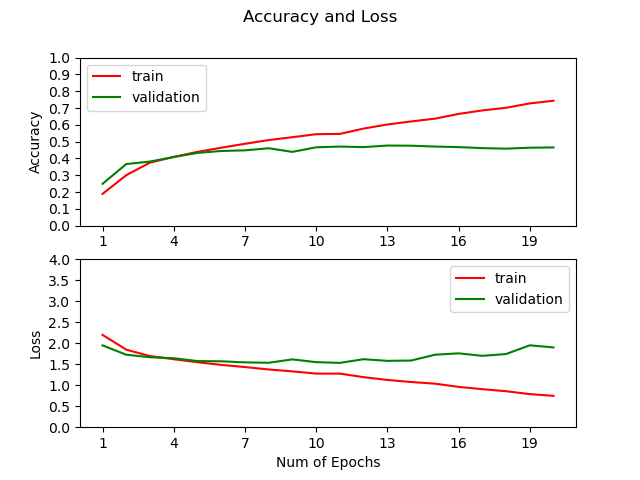 Accuracy and Loss
1.0
0.9
0.8
0.7
0.6
0.5
0.4
0.3
0.2
0.1
0.0
Accuracy
train
validation
1 4 7 10 13 16 19
4.0
3.5
3.0
2.5
2.0
1.5
1.0
0.5
0.0
Loss
train
validation
1 4 7 10 13 16 19
Num of Epochs